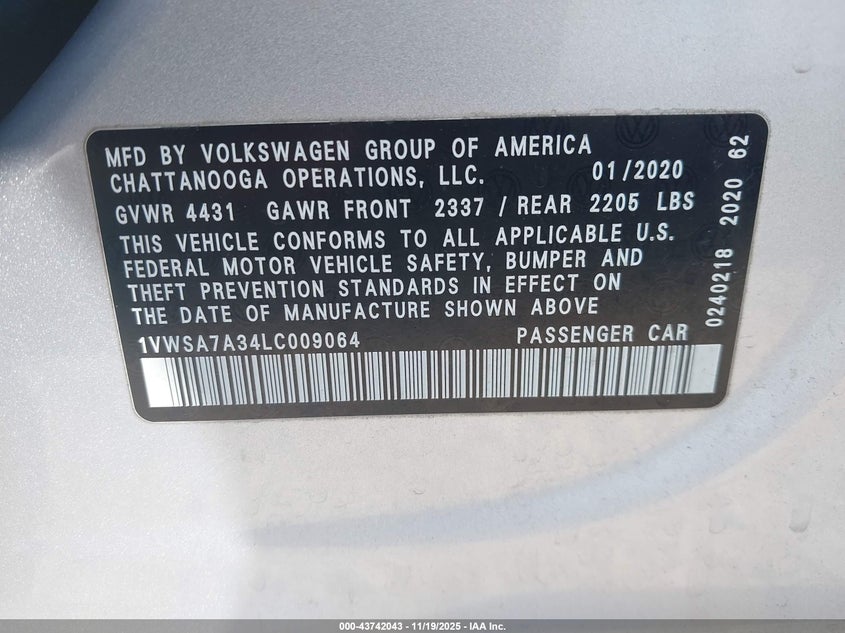 MFD BY VOLKSWAGEN GROUP OF AMERICA
CHATTANOOGA OPERATIONS, LLC. 01/2020
GVWR 4431 GAWR FRONT 2337 / REAR 2205 LBS
THIS VEHICLE CONFORMS TO ALL APPLICABLE U.S.
FEDERAL MOTOR VEHICLE SAFETY, BUMPER AND
THEFT PREVENTION STANDARDS IN EFFECT ON
THE DATE OF MANUFACTURE SHOWN ABOVE
1VWSA7A34LC009064 PASSENGER CAR
0240218 2020 62
000-43742043 - 11/19/2025 - IAA Inc.